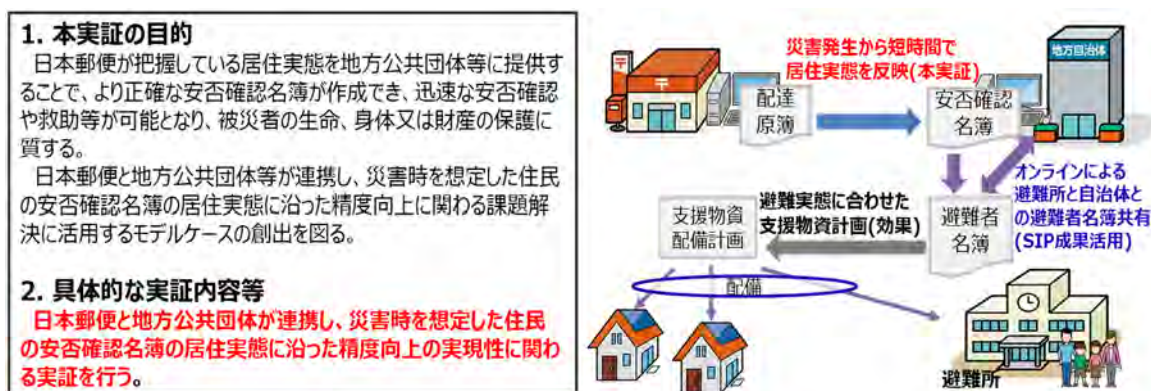 1. 本実証の目的
日本郵便が把握している居住実態を地方公共団体等に提供す
ることで、より正確な安否確認名簿が作成でき、迅速な安否確認
や救助等が可能となり、被災者の生命、身体又は財産の保護に
質する。
日本郵便と地方公共団体等が連携し、災害時を想定した住民
の安否確認名簿の居住実態に沿った精度向上に関わる課題解
決に活用するモデルケースの創出を図る。
2. 具体的な実証内容等
日本郵便と地方公共団体が連携し、災害時を想定した住民
の安否確認名簿の居住実態に沿った精度向上の実現性に関わ
る実証を行う。
災害発生から短時間で
居住実態を反映(本実証)
地方自治体
〒
〒
配達
原簿
安否確認
名簿
オンラインによる
避難所と自治体と
の避難者名簿共有
(SIP成果活用)
避難実態に合わせた
支援物資計画(効果)
支援物資
配備計画
避難者
名簿
配備
避難所